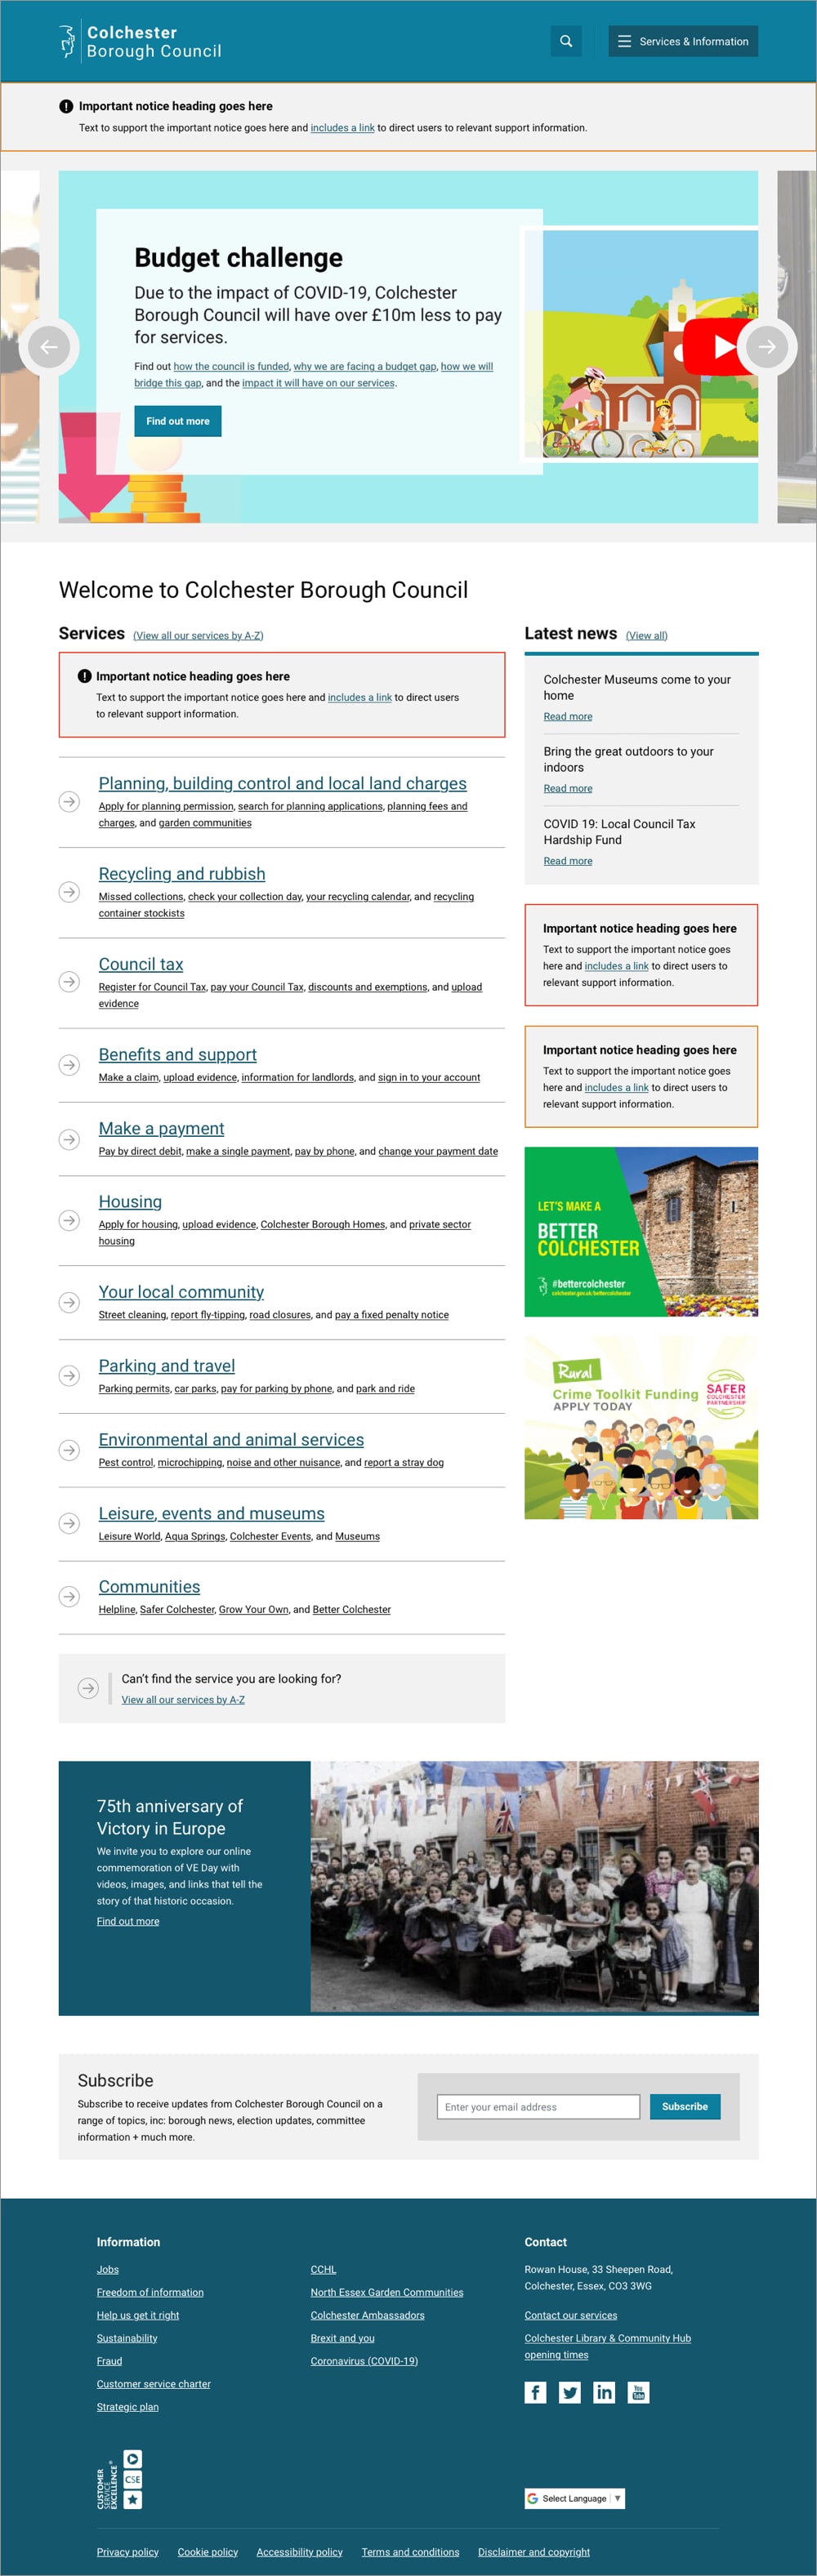 Colchester
Borough Council
Services & Information
Important notice heading goes here
Text to support the important notice goes here and includes a link to direct users to relevant support information.
Budget challenge
Due to the impact of COVID-19, Colchester
Borough Council will have over £10m less to pay
for services.
Find out how the council is funded, why we are facing a budget gap, how we will
bridge this gap, and the impact it will have on our services.
Find out more
Welcome to Colchester Borough Council
Services (View all our services by A-Z)
Important notice heading goes here
Text to support the important notice goes here and includes a link to direct users
to relevant support information.
Planning, building control and local land charges
Apply for planning permission, search for planning applications, planning fees and
charges, and garden communities
Recycling and rubbish
Missed collections, check your collection day, your recycling calendar, and recycling
container stockists
Council tax
Register for Council Tax, pay your Council Tax, discounts and exemptions, and upload
evidence
Benefits and support
Make a claim, upload evidence, information for landlords, and sign in to your account
Make a payment
Pay by direct debit, make a single payment, pay by phone, and change your payment date
Housing
Apply for housing, upload evidence, Colchester Borough Homes, and private sector
housing
Your local community
Street cleaning, report fly-tipping, road closures, and pay a fixed penalty notice
Parking and travel
Parking permits, car parks, pay for parking by phone, and park and ride
Environmental and animal services
Pest control, microchipping, noise and other nuisance, and report a stray dog
Leisure, events and museums
Leisure World, Aqua Springs, Colchester Events, and Museums
Communities
Helpline, Safer Colchester, Grow Your Own, and Better Colchester
Can't find the service you are looking for?
View all our services by A-Z
Latest news (View all)
Colchester Museums come to your
home
Read more
Bring the great outdoors to your
indoors
Read more
COVID 19: Local Council Tax
Hardship Fund
Read more
Important notice heading goes here
Text to support the important notice goes
here and includes a link to direct users to
relevant support information.
Important notice heading goes here
Text to support the important notice goes
here and includes a link to direct users to
relevant support information.
LET'S MAKE A
BETTER
COLCHESTER
#bettercolchester
colchester.gov.uk/bettercolchester
Rural
Crime Toolkit Funding
APPLY TODAY
SAFER
COLCHESTER
PARTNERSHIP
75th anniversary of
Victory in Europe
We invite you to explore our online
commemoration of VE Day with
videos, images, and links that tell the
story of that historic occasion.
Find out more
Subscribe
Subscribe to receive updates from Colchester Borough Council on a
range of topics, inc: borough news, election updates, committee
information + much more.
Enter your email address
Subscribe
Information
Jobs
Freedom of information
Help us get it right
Sustainability
Fraud
Customer service charter
Strategic plan
CCHL
North Essex Garden Communities
Colchester Ambassadors
Brexit and you
Coronavirus (COVID-19)
Contact
Rowan House, 33 Sheepen Road,
Colchester, Essex, CO3 3WG
Contact our services
Colchester Library & Community Hub
opening times
You
Tube
CUSTOMER
SERVICE
EXCELLENCE®
CSE
Select Language
Privacy policy Cookie policy Accessibility policy Terms and conditions Disclaimer and copyright